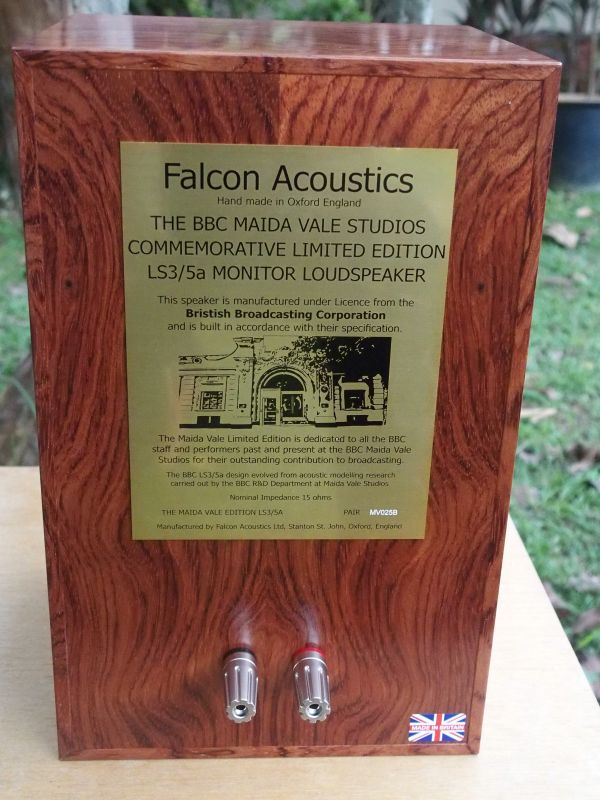 Falcon Acoustics
Hand made in Oxford England
THE BBC MAIDA VALE STUDIOS
COMMEMORATIVE LIMITED EDITION
LS3/5a MONITOR LOUDSPEAKER
This speaker is manufactured under Licence from the
Bristish Broadcasting Corporation
and is built in accordance with their specification.
The Maida Vale Limited Edition is dedicated to all the BBC
staff and performers past and present at the BBC Maida Vale
Studios for their outstanding contribution to broadcasting.
The BBC LS3/5a design evolved from acoustic modelling research
carried out by the BBC R&D Department at Maida Vale Studios
Nominal Impedance 15 ohms
THE MAIDA VALE EDITION LS3/5A PAIR MV025B
Manufactured by Falcon Acoustics Ltd, Stanton St. John, Oxford, England
MADE IN BRITAIN